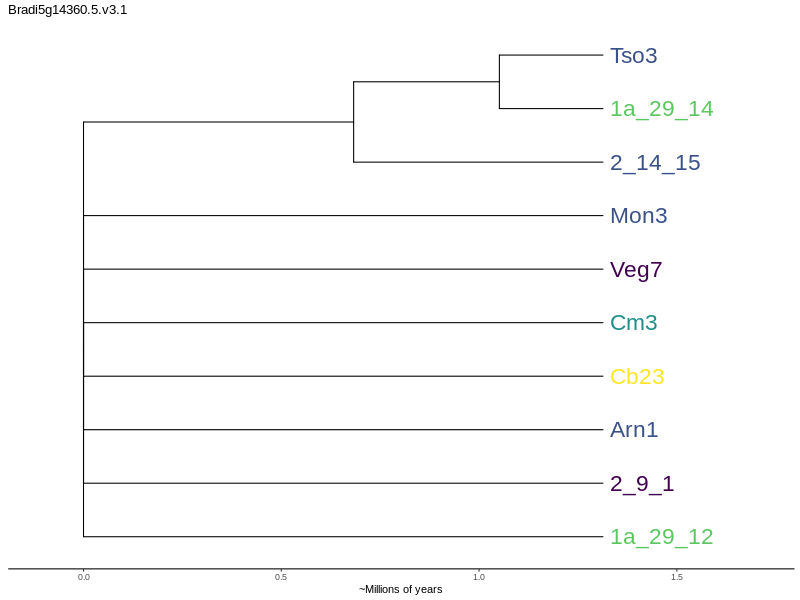 Bradi5g14360.5.v3.1
Tso3
1a_29_14
2_14_15
Mon3
Veg7
Cm3
Cb23
Arn1
2_9_1
1a_29_12
0.0 0.5 1.0 1.5
~Millions of years